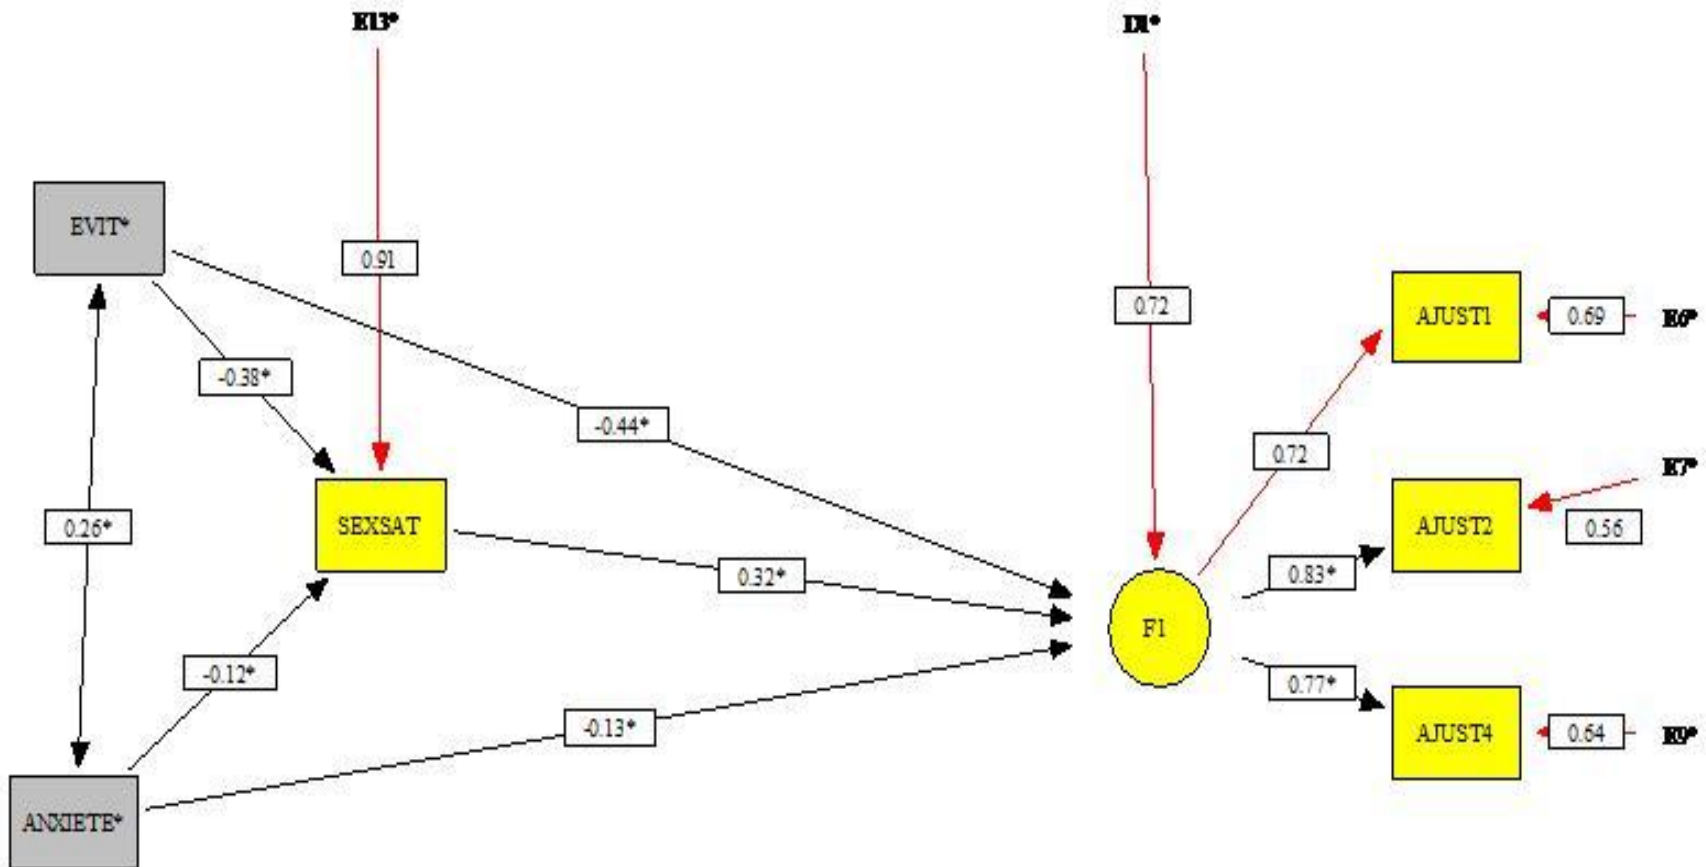 E13*
D1*
EVIT*
0.91
0.72
AJUST1
0.69
E6*
-0.38*
-0.44*
0.72
E7*
0.26*
SEXSAT
AJUST2
0.56
0.32*
0.83*
F1
-0.12*
0.77*
-0.13*
AJUST4
0.64
E9*
ANXIETE*